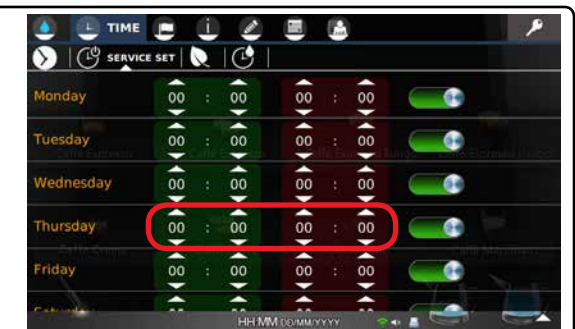 TIME
SERVICE SET
Monday 00 : 00 00 : 00
Tuesday 00 : 00 00 : 00
Wednesday 00 : 00 00 : 00
Thursday 00 : 00 00 : 00
Friday 00 : 00 00 : 00
HH:MM DD/MM/YYYY